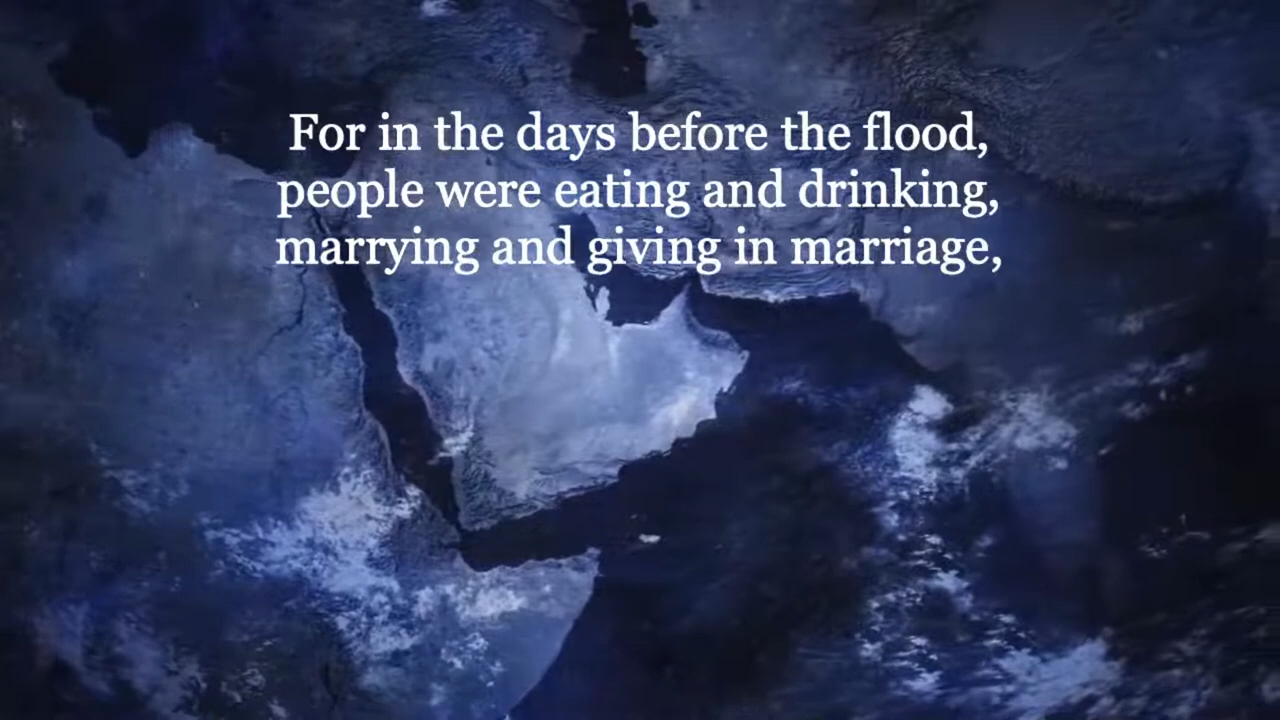 For in the days before the flood,
people were eating and drinking,
marrying and giving in marriage,